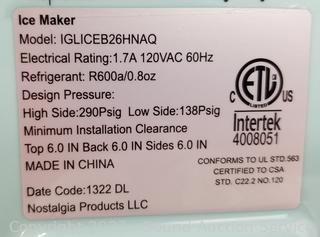 Ice Maker
Model: IGLICEB26HNAQ
Electrical Rating: 1.7A 120VAC 60Hz
Refrigerant: R600a/0.8oz
Design Pressure:
High Side:290Psig Low Side:138Psig
Minimum Installation Clearance
Top 6.0 IN Back 6.0 IN Sides 6.0 IN
MADE IN CHINA
Date Code:1322 DL
Nostalgia Products LLC
ETL
C US
LISTED
Intertek
4008051
CONFORMS TO UL STD.563
CERTIFIED TO CSA
STD. C22.2 NO.120